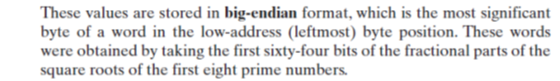 These values are stored in big-endian format, which is the most significant
byte of a word in the low-address (leftmost) byte position. These words
were obtained by taking the first sixty-four bits of the fractional parts of the
square roots of the first eight prime numbers.